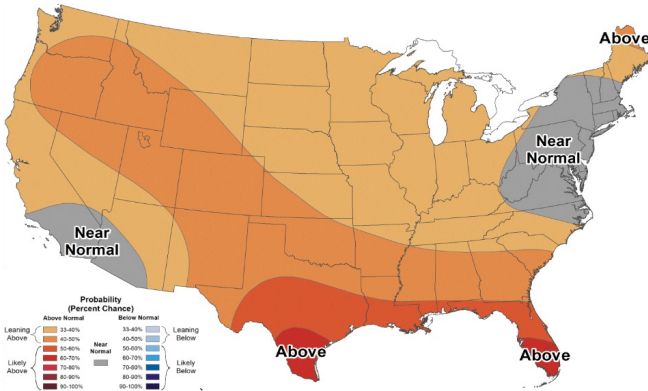 Above
Near
Normal
Near
Normal
Above
Above
Probability
(Percent Chance)
Above Normal
Below Normal
Leaning
Above
Likely
Above
33-40%
40-50%
50-60%
60-70%
70-80%
80-90%
90-100%
Near
Normal
33-40%
40-50%
50-60%
60-70%
70-80%
80-90%
90-100%
Leaning
Below
Likely
Below